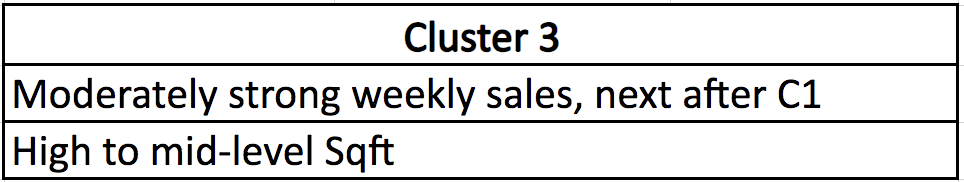 Cluster 3
Moderately strong weekly sales, next after C1
High to mid-level Sqft